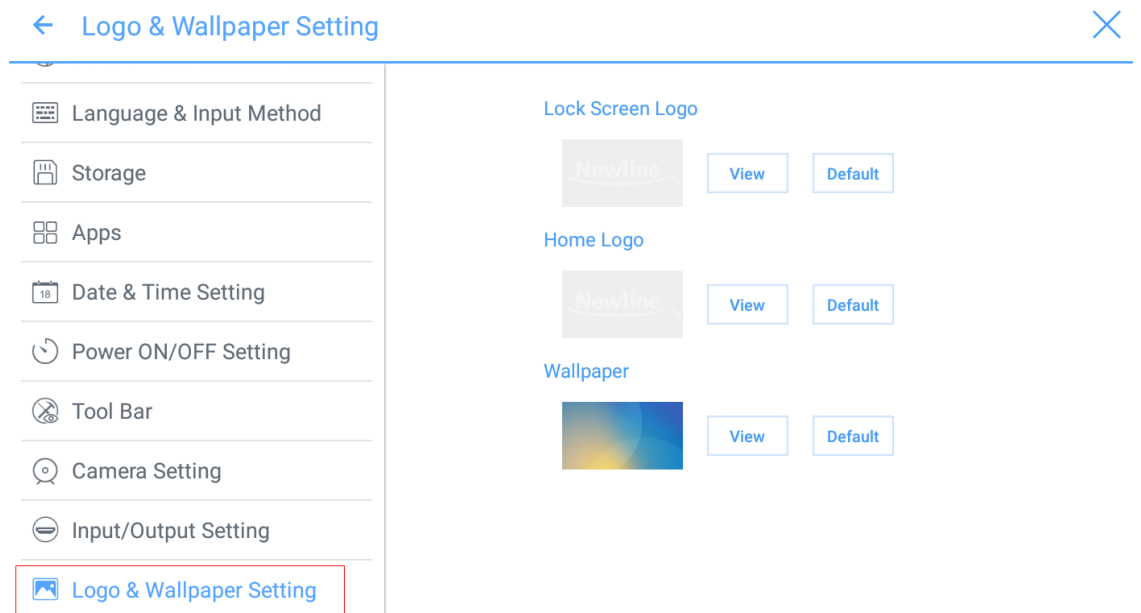 Logo & Wallpaper Setting
Language & Input Method
Storage
Apps
18
Date & Time Setting
Power ON/OFF Setting
Tool Bar
Camera Setting
Input/Output Setting
Logo & Wallpaper Setting
Lock Screen Logo
Newline
View
Default
Home Logo
Newline
View
Default
Wallpaper
View
Default